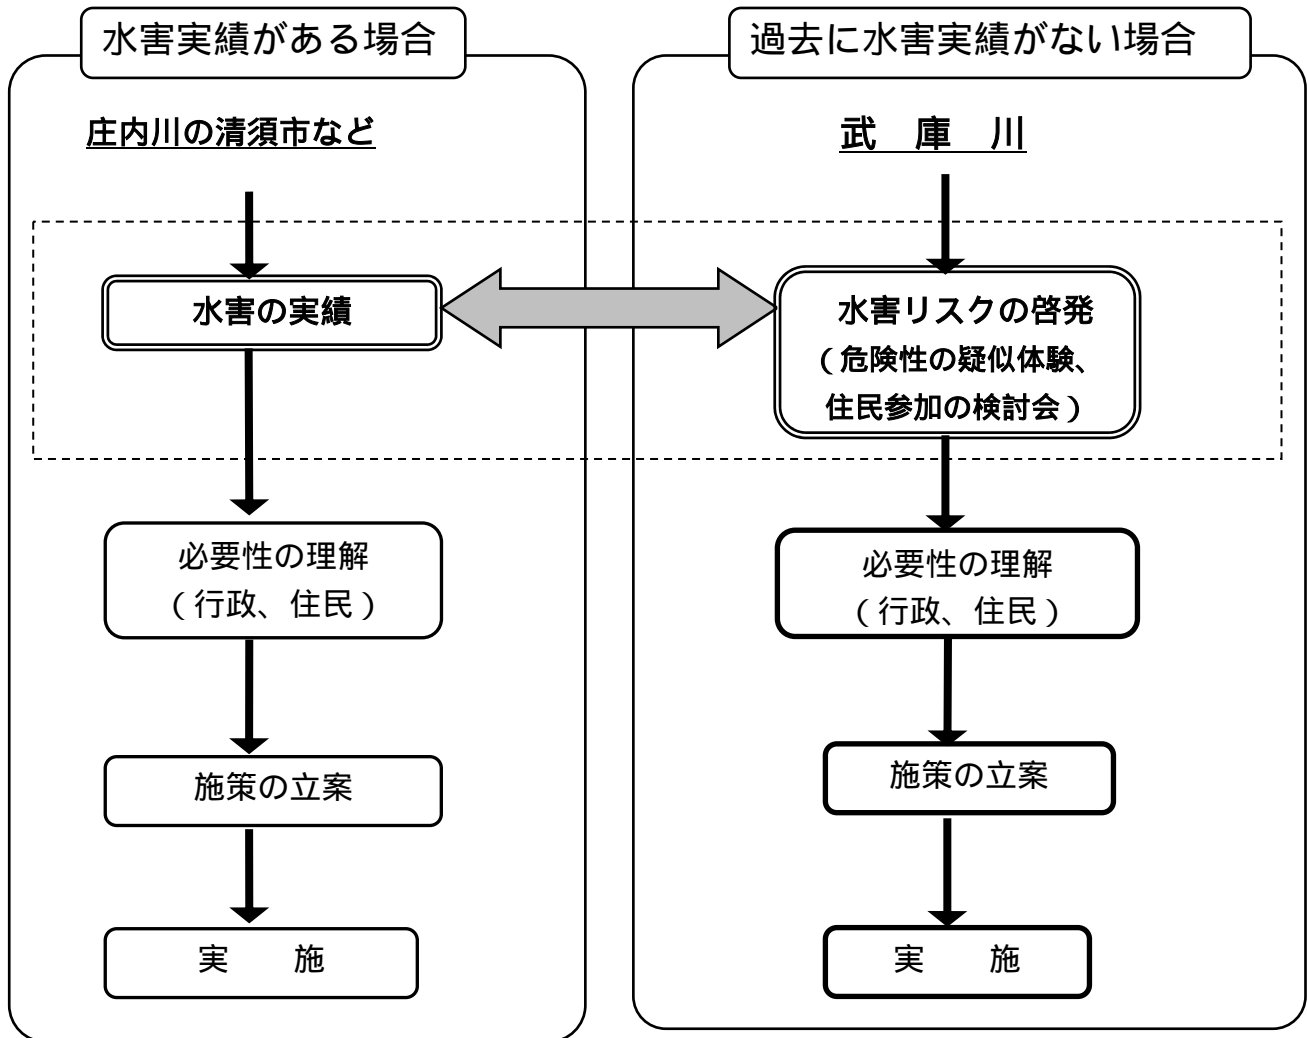 水害実績がある場合
庄内川の清須市など
水害の実績
必要性の理解
（行政、住民）
施策の立案
実　施
過去に水害実績がない場合
武　庫　川
水害リスクの啓発
（危険性の疑似体験、
住民参加の検討会）
必要性の理解
（行政、住民）
施策の立案
実　施